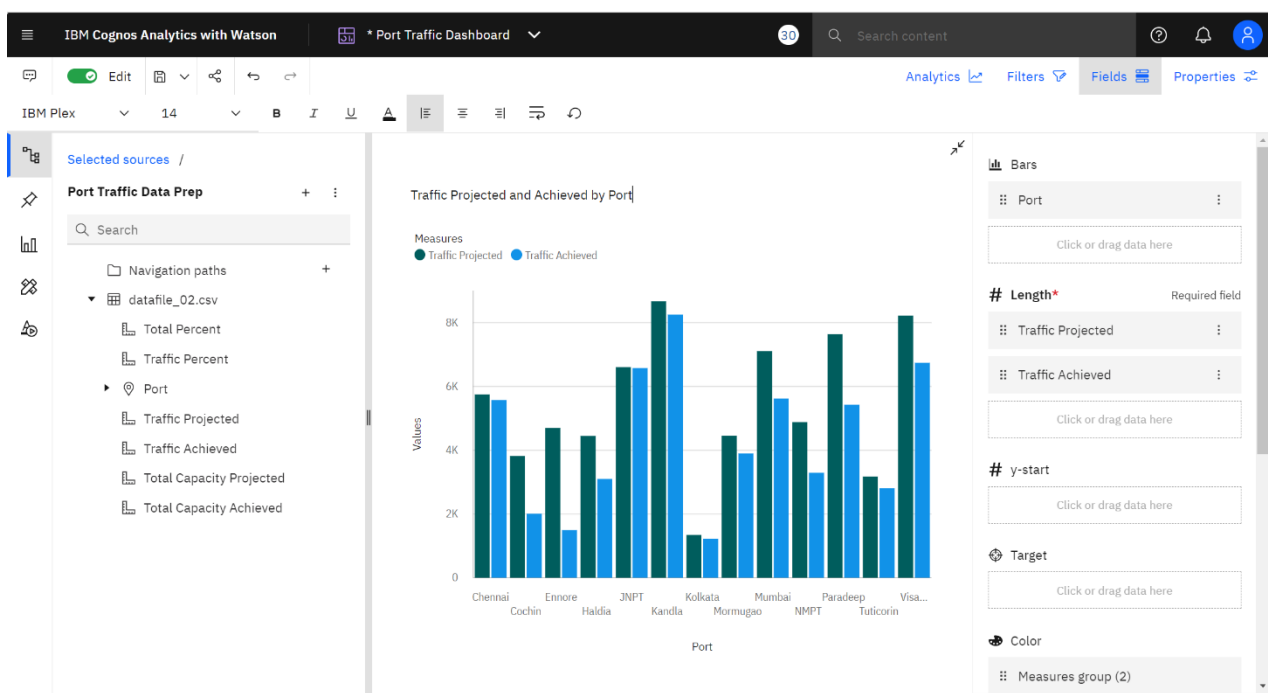 IBM Cognos Analytics with Watson
* Port Traffic Dashboard
30
Search content
Edit
Analytics
Filters
Fields
Properties
IBM Plex
14
B
I
U
A
Selected sources /
Port Traffic Data Prep
Search
Navigation paths
datafile_02.csv
Total Percent
Traffic Percent
Port
Traffic Projected
Traffic Achieved
Total Capacity Projected
Total Capacity Achieved
Traffic Projected and Achieved by Port
Measures
Traffic Projected
Traffic Achieved
Values
8K
6K
4K
2K
0
Chennai
Cochin
Ennore
Haldia
JNPT
Kandla
Kolkata
Mormugao
Mumbai
NMPT
Paradeep
Tuticorin
Visa...
Port
Bars
Port
Click or drag data here
# Length*
Required field
Traffic Projected
Traffic Achieved
Click or drag data here
# y-start
Click or drag data here
Target
Click or drag data here
Color
Measures group (2)